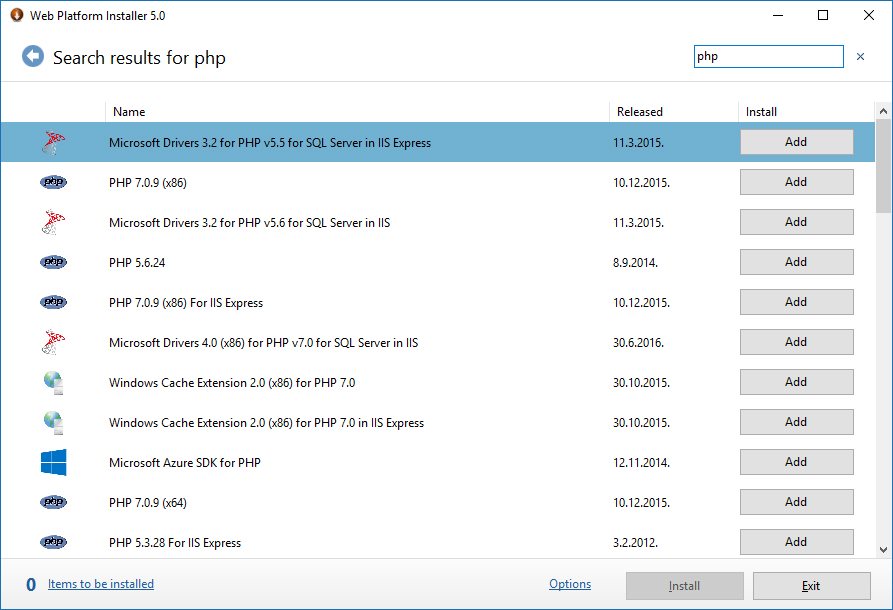 Web Platform Installer 5.0
Search results for php
php
Name Released Install
Microsoft Drivers 3.2 for PHP v5.5 for SQL Server in IIS Express 11.3.2015. Add
php PHP 7.0.9 (x86) 10.12.2015. Add
Microsoft Drivers 3.2 for PHP v5.6 for SQL Server in IIS 11.3.2015. Add
php PHP 5.6.24 8.9.2014. Add
php PHP 7.0.9 (x86) For IIS Express 10.12.2015. Add
Microsoft Drivers 4.0 (x86) for PHP v7.0 for SQL Server in IIS 30.6.2016. Add
Windows Cache Extension 2.0 (x86) for PHP 7.0 30.10.2015. Add
Windows Cache Extension 2.0 (x86) for PHP 7.0 in IIS Express 30.10.2015. Add
Microsoft Azure SDK for PHP 12.11.2014. Add
php PHP 7.0.9 (x64) 10.12.2015. Add
php PHP 5.3.28 For IIS Express 3.2.2012. Add
0 Items to be installed Options Install Exit